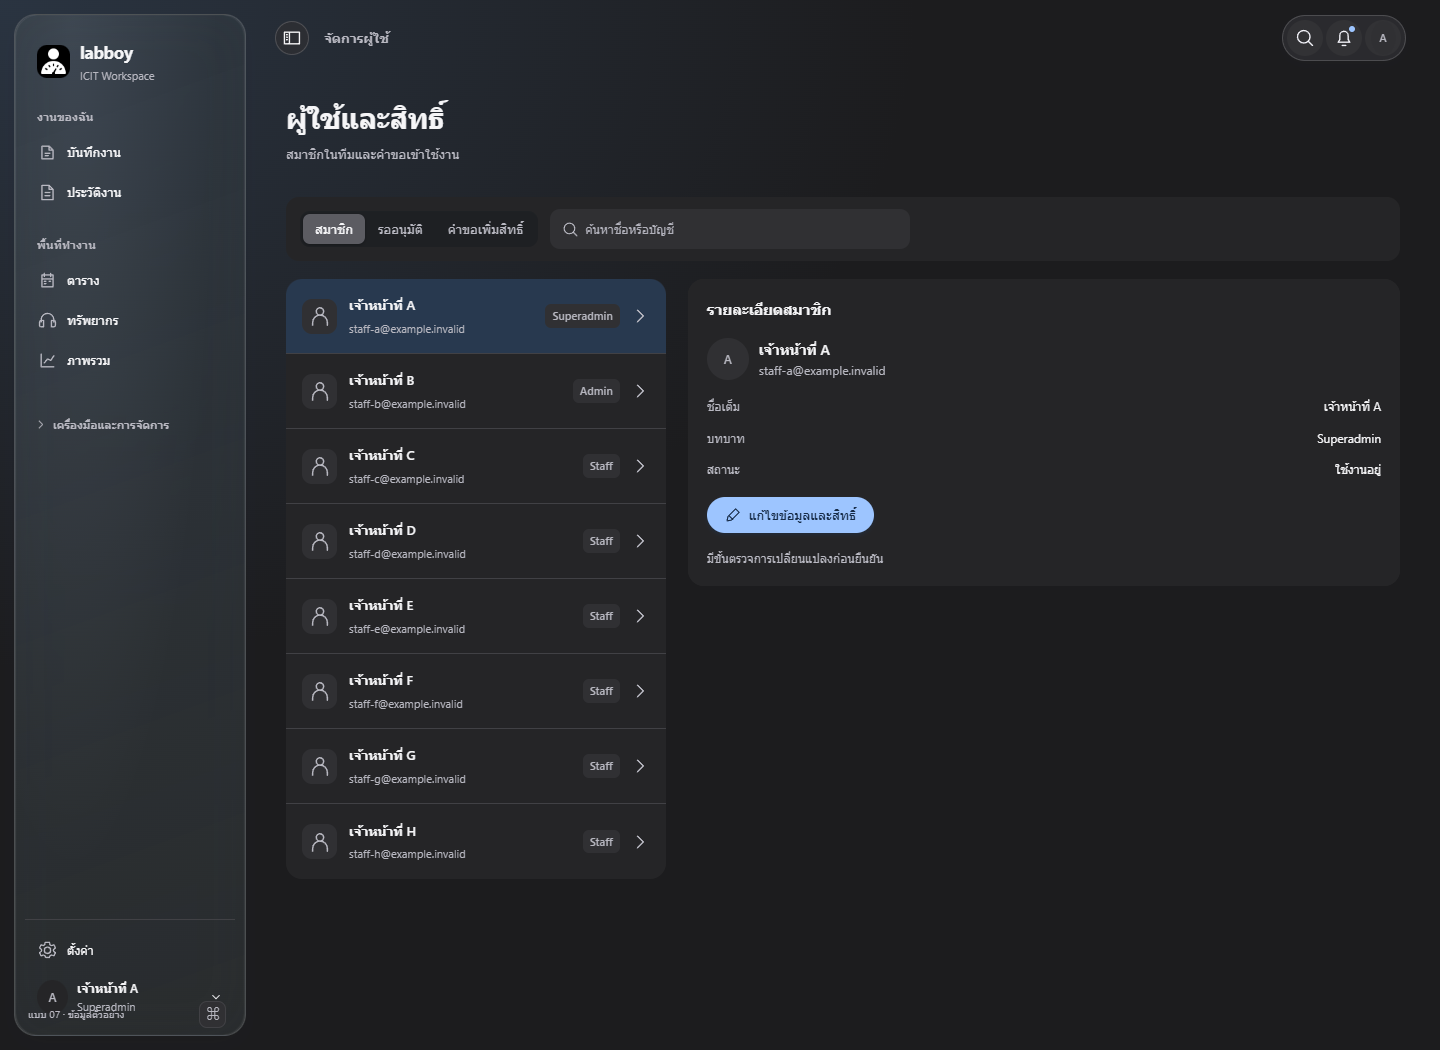 labboy
ICIT Workspace
งานของฉัน
บันทึกงาน
ประวัติงาน
พื้นที่ทำงาน
ตาราง
ทรัพยากร
ภาพรวม
เครื่องมือและการจัดการ
ตั้งค่า
A
เจ้าหน้าที่ A
Superadmin
แบบ 07 · ข้อมูลตัวอย่าง
จัดการผู้ใช้
A
ผู้ใช้และสิทธิ์
สมาชิกในทีมและคำขอเข้าใช้งาน
สมาชิก
รออนุมัติ
คำขอเพิ่มสิทธิ์
ค้นหาชื่อหรือบัญชี
เจ้าหน้าที่ A
staff-a@example.invalid
Superadmin
เจ้าหน้าที่ B
staff-b@example.invalid
Admin
เจ้าหน้าที่ C
staff-c@example.invalid
Staff
เจ้าหน้าที่ D
staff-d@example.invalid
Staff
เจ้าหน้าที่ E
staff-e@example.invalid
Staff
เจ้าหน้าที่ F
staff-f@example.invalid
Staff
เจ้าหน้าที่ G
staff-g@example.invalid
Staff
เจ้าหน้าที่ H
staff-h@example.invalid
Staff
รายละเอียดสมาชิก
A
เจ้าหน้าที่ A
staff-a@example.invalid
ชื่อเต็ม เจ้าหน้าที่ A
บทบาท Superadmin
สถานะ ใช้งานอยู่
แก้ไขข้อมูลและสิทธิ์
มีขั้นตรวจการเปลี่ยนแปลงก่อนยืนยัน